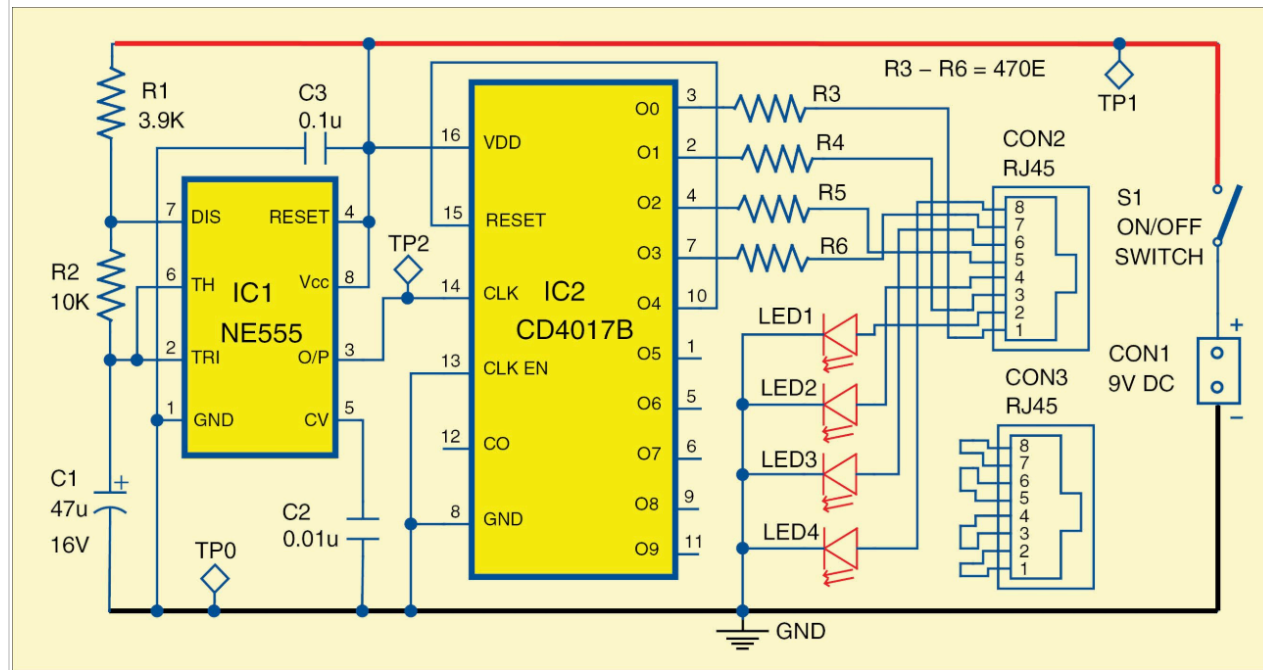 R1
3.9K
R2
10K
C1
+
47u
16V
TP0
C3
0.1u
7
DIS
6
TH
2
TRI
1
GND
RESET
4
Vcc
8
O/P
3
CV
5
IC1
NE555
C2
0.01u
TP2
16
VDD
15
RESET
14
CLK
13
CLK EN
12
CO
8
GND
IC2
CD4017B
O0
3
O1
2
O2
4
O3
7
O4
10
O5
1
O6
5
O7
6
O8
9
O9
11
R3
R4
R5
R6
R3 – R6 = 470E
LED1
LED2
LED3
LED4
GND
CON2
RJ45
8
7
6
5
4
3
2
1
CON3
RJ45
8
7
6
5
4
3
2
1
TP1
S1
ON/OFF
SWITCH
CON1
9V DC
+
–